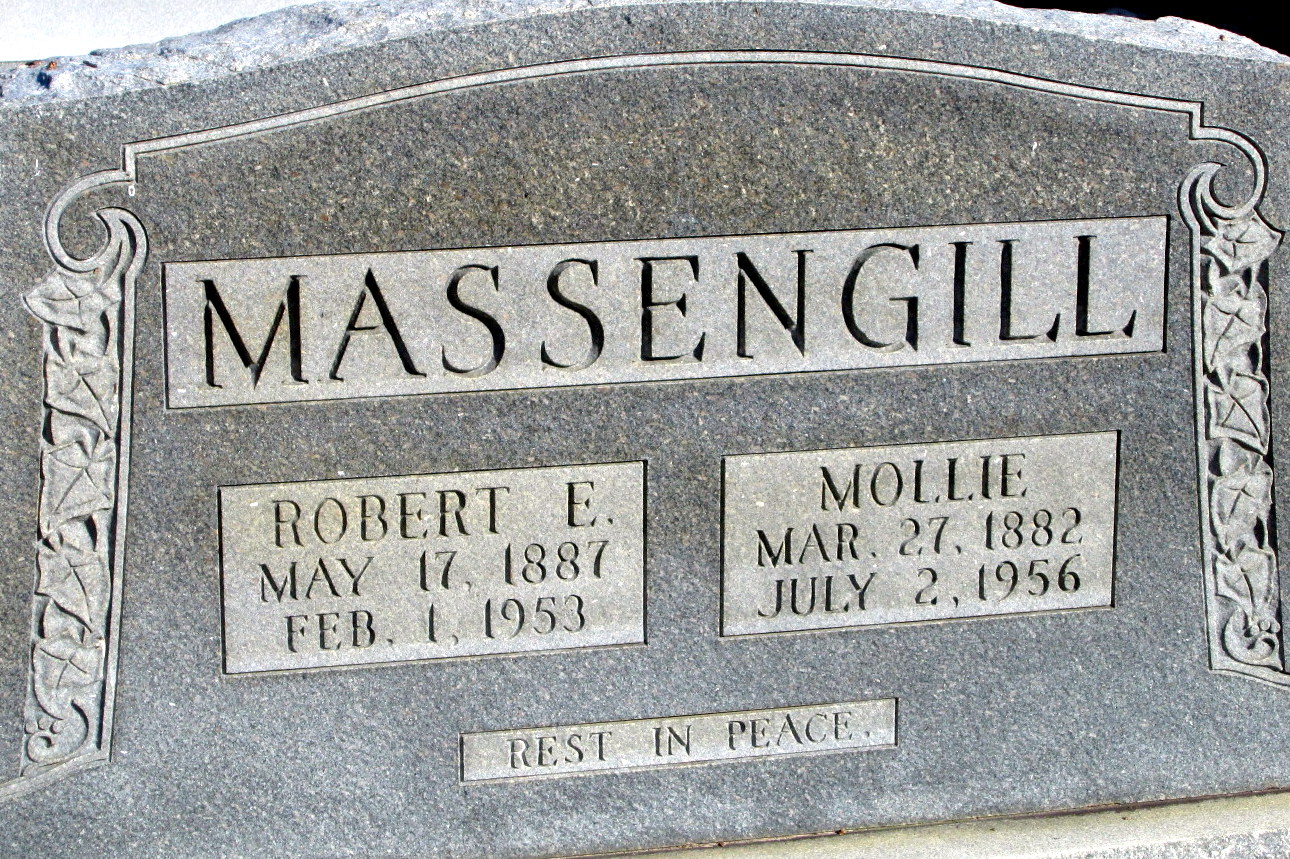 MASSENGILL
ROBERT E.
MAY 17, 1887
FEB. 1, 1953
MOLLIE
MAR. 27, 1882
JULY 2, 1956
REST IN PEACE.